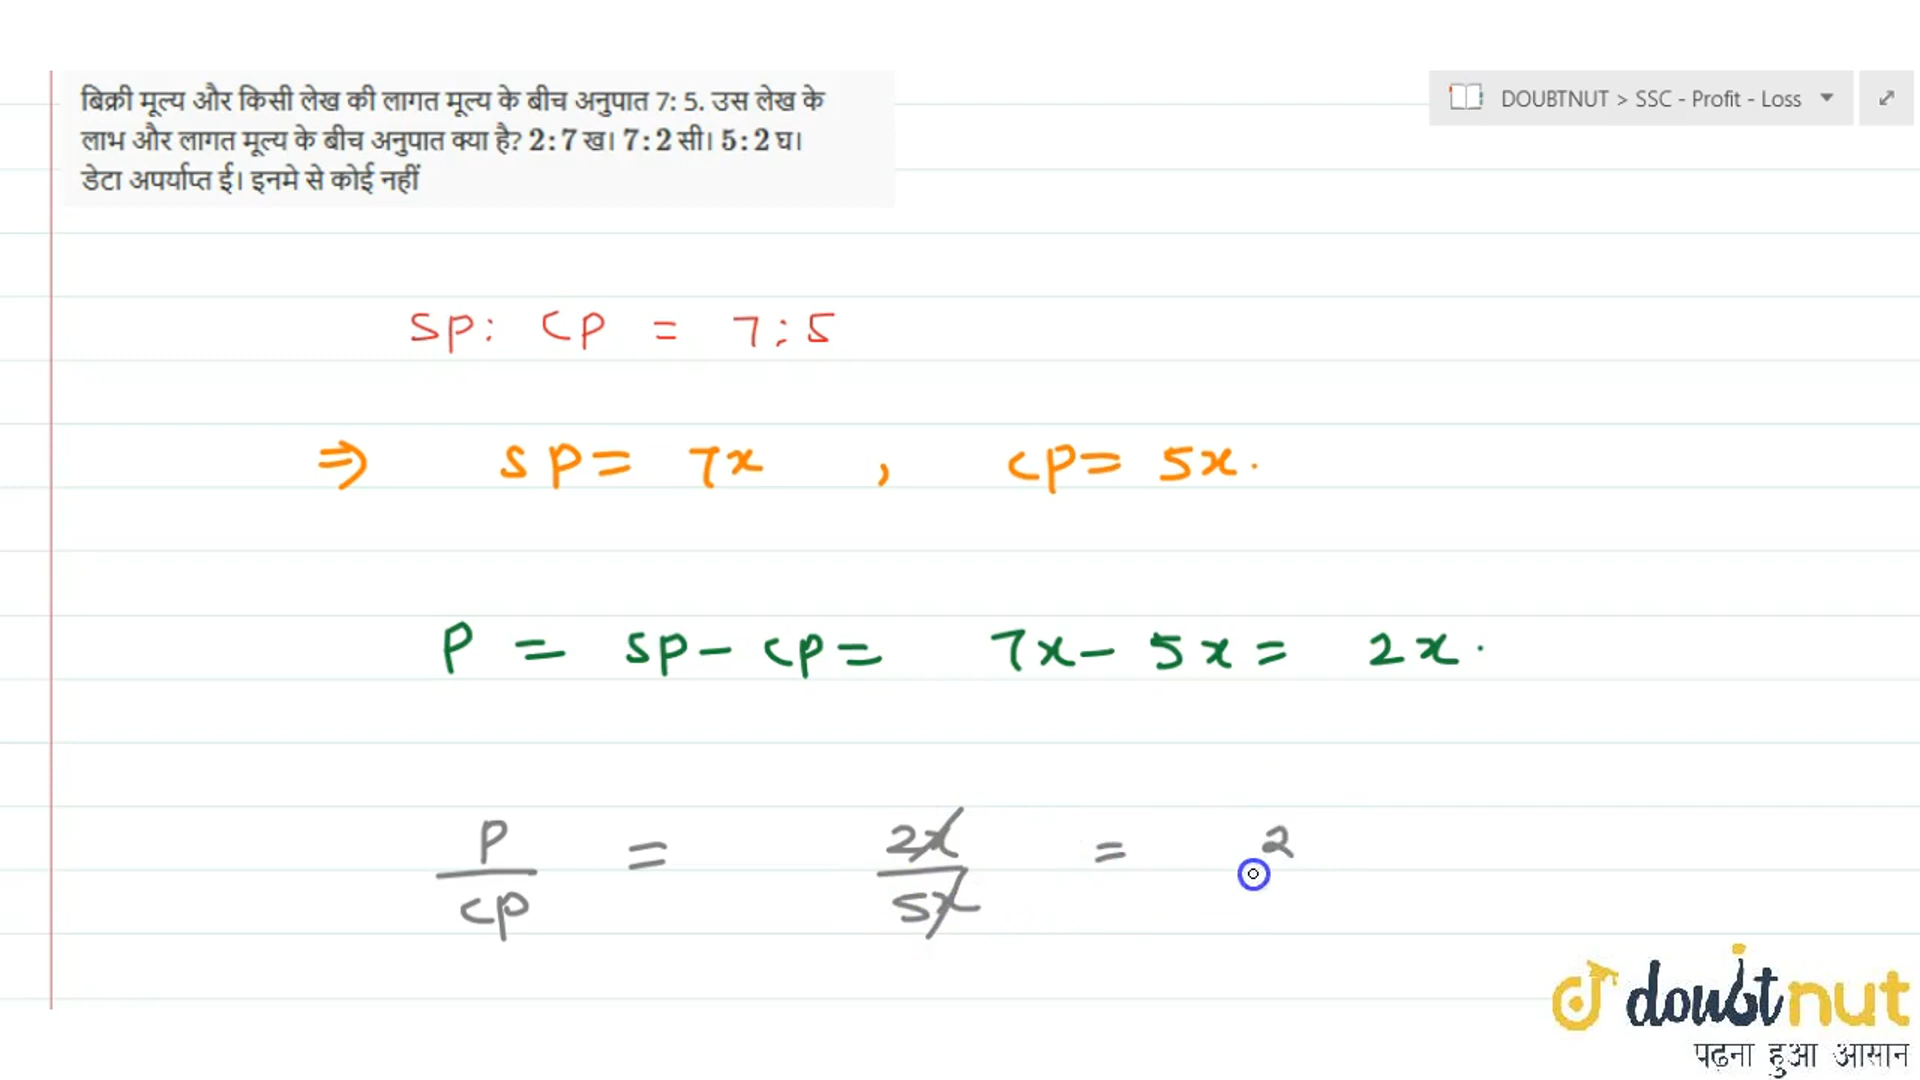 बिक्री मूल्य और किसी लेख की लागत मूल्य के बीच अनुपात 7: 5. उस लेख के
लाभ और लागत मूल्य के बीच अनुपात क्या है? 2 : 7 ख। 7 : 2 सी। 5 : 2 घ।
डेटा अपर्याप्त ई। इनमे से कोई नहीं
DOUBTNUT > SSC - Profit - Loss
SP: CP = 7:5
⇒ SP = 7x , CP = 5x.
P = SP - CP = 7x - 5x = 2x.
P/CP = 2x/5x = 2
doubtnut
पढ़ना हुआ आसान